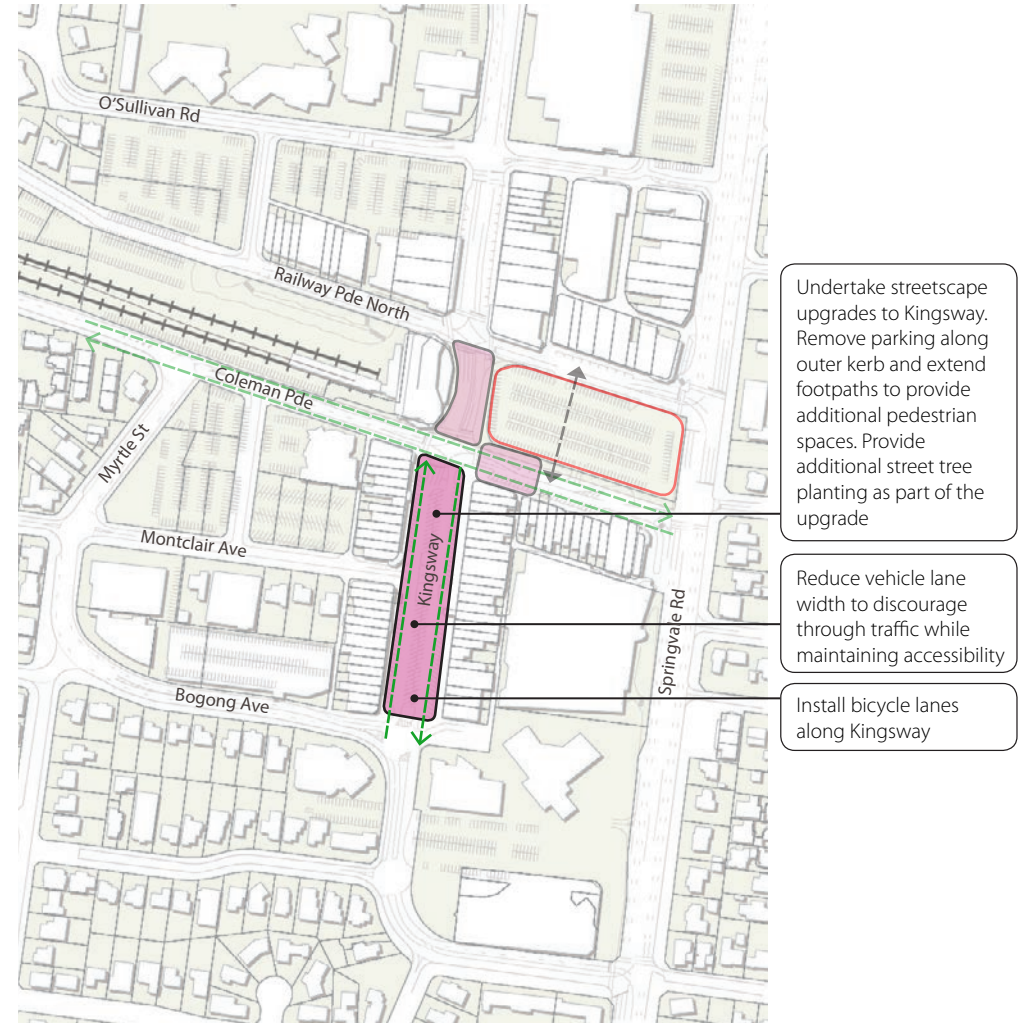 O'Sullivan Rd
Railway Pde North
Coleman Pde
Myrtle St
Montclair Ave
Kingsway
Springvale Rd
Bogong Ave
Undertake streetscape
upgrades to Kingsway.
Remove parking along
outer kerb and extend
footpaths to provide
additional pedestrian
spaces. Provide
additional street tree
planting as part of the
upgrade
Reduce vehicle lane
width to discourage
through traffic while
maintaining accessibility
Install bicycle lanes
along Kingsway